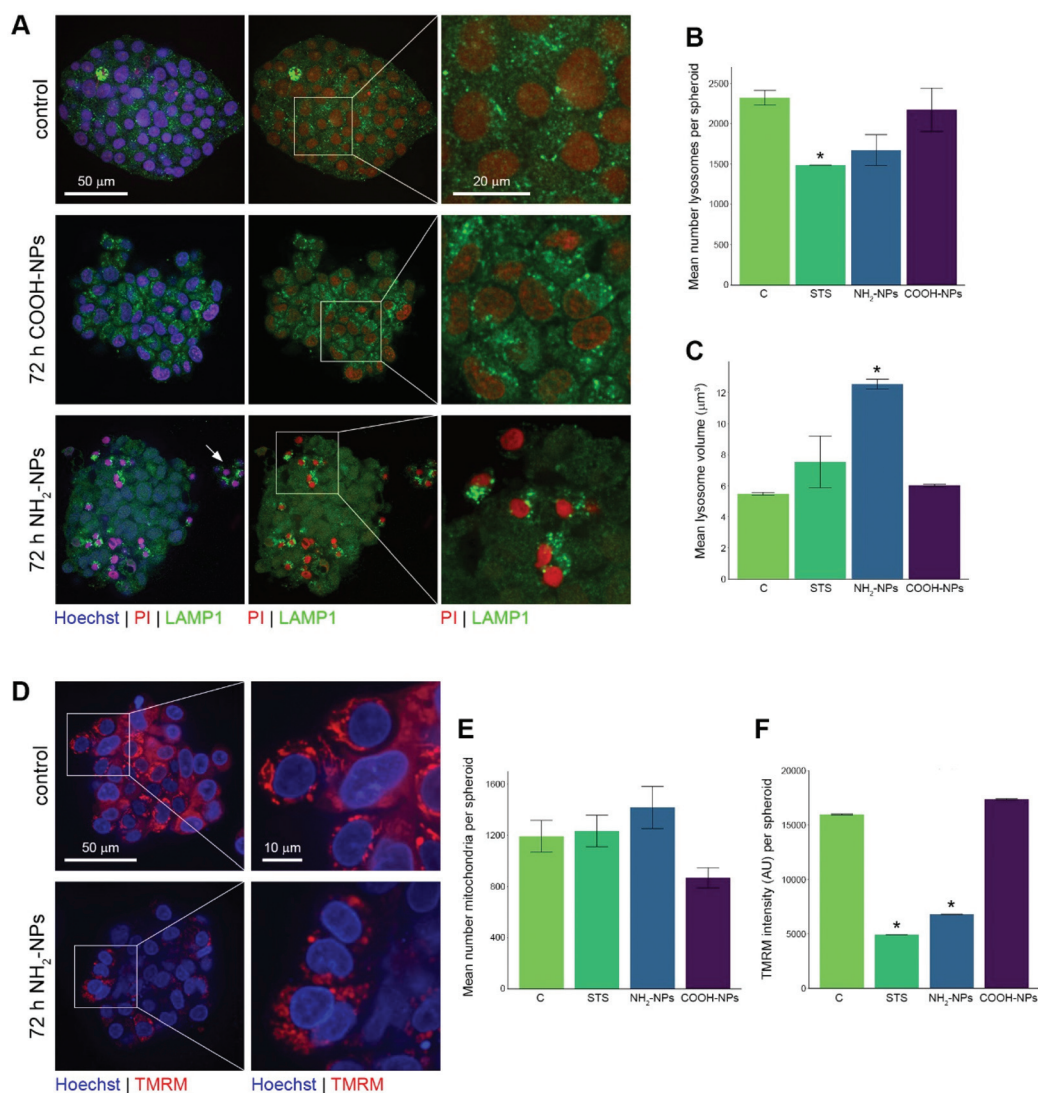 A
control
50 μm
20 μm
72 h COOH-NPs
72 h NH₂-NPs
Hoechst | PI | LAMP1
PI | LAMP1
PI | LAMP1
B
Mean number lysosomes per spheroid
2500
2000
1500
1000
500
0
*
C
STS
NH₂-NPs
COOH-NPs
C
Mean lysosome volume (μm³)
12
10
8
6
4
2
0
*
C
STS
NH₂-NPs
COOH-NPs
D
control
50 μm
10 μm
72 h NH₂-NPs
Hoechst | TMRM
Hoechst | TMRM
E
Mean number mitochondria per spheroid
1600
1200
800
400
0
C
STS
NH₂-NPs
COOH-NPs
F
TMRM intensity (AU) per spheroid
20000
15000
10000
5000
0
*
*
C
STS
NH₂-NPs
COOH-NPs